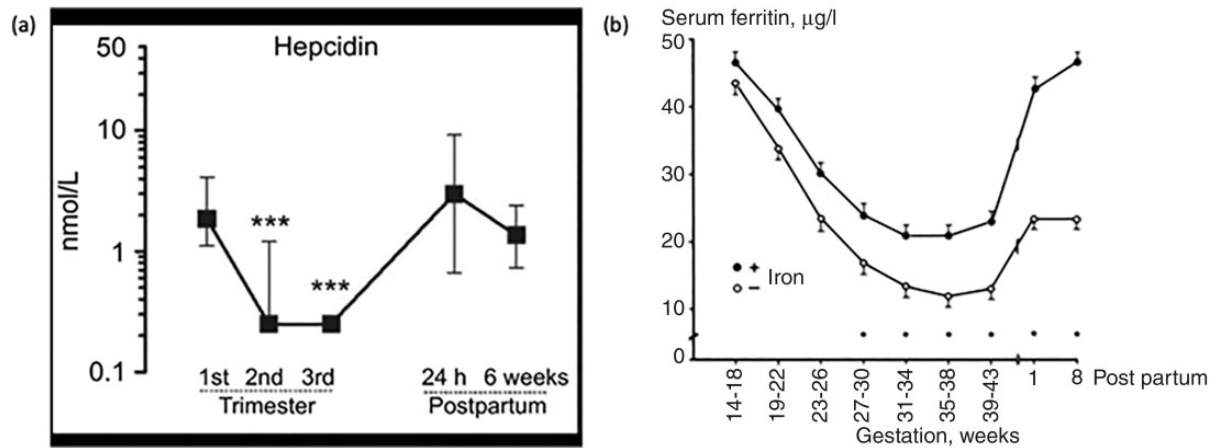 (a)
Hepcidin
nmol/L
50
10
1
0.1
*** 
***
1st 2nd 3rd
Trimester
24 h 6 weeks
Postpartum
(b)
Serum ferritin, μg/l
50
40
30
20
10
0
+
− Iron
14-18
19-22
23-26
27-30
31-34
35-38
39-43
1
8
Post partum
Gestation, weeks